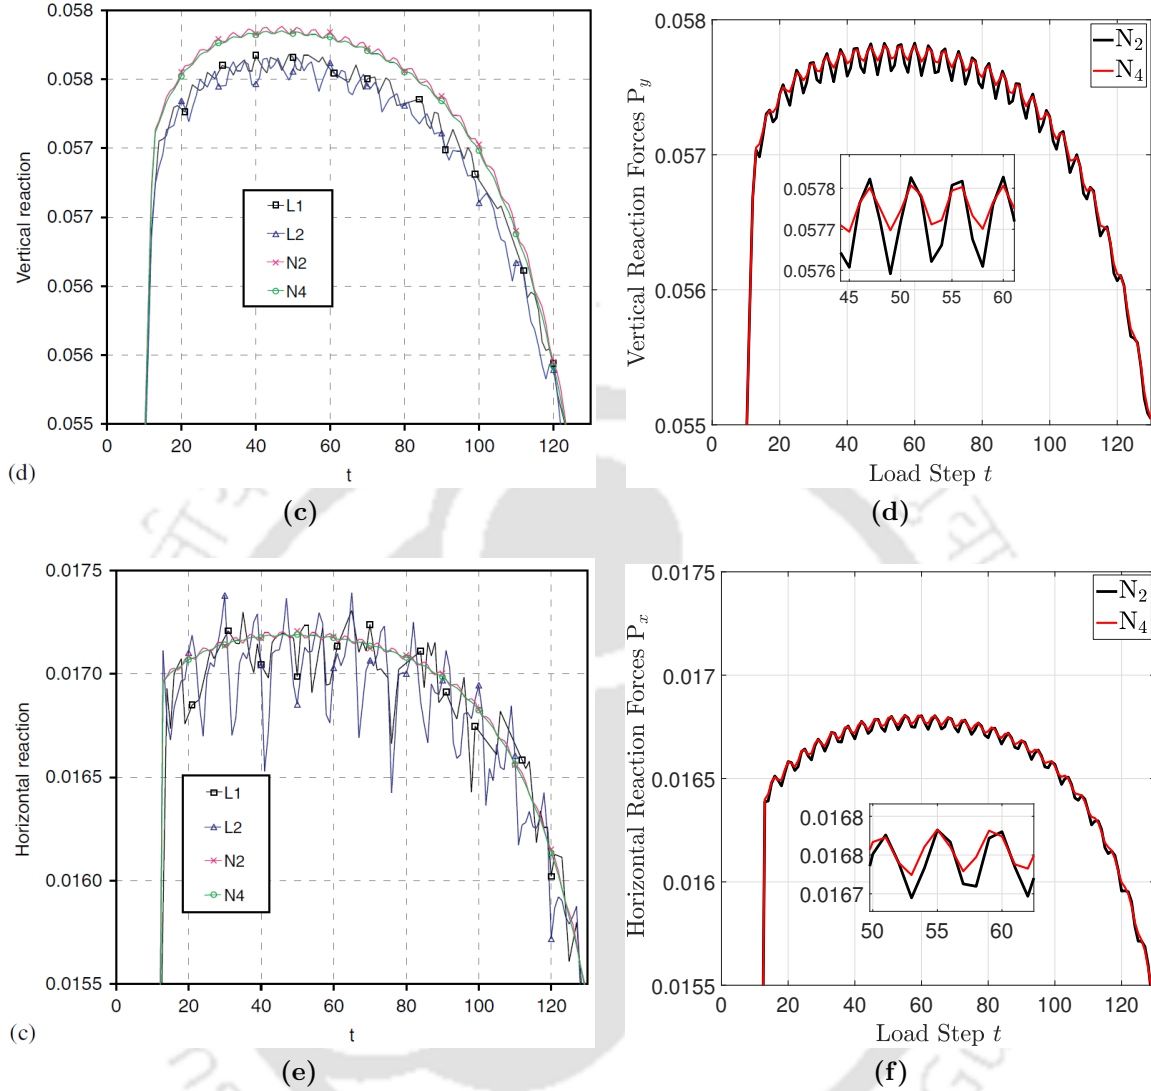 0.058
0.058
0.057
0.057
0.056
0.055
Vertical reaction
L1
L2
N2
N4
0 20 40 60 80 100 120
t
(d)
(c)
0.058
0.057
0.056
0.055
Vertical Reaction Forces P_y
N₂
N₄
0.0578
0.0577
0.0576
45 50 55 60
0 20 40 60 80 100 120
Load Step t
(d)
0.0175
0.0170
0.0165
0.0160
0.0155
Horizontal reaction
L1
L2
N2
N4
0 20 40 60 80 100 120
t
(c)
(e)
0.0175
0.017
0.0165
0.016
0.0155
Horizontal Reaction Forces P_x
N₂
N₄
0.0168
0.0168
0.0167
50 55 60
0 20 40 60 80 100 120
Load Step t
(f)